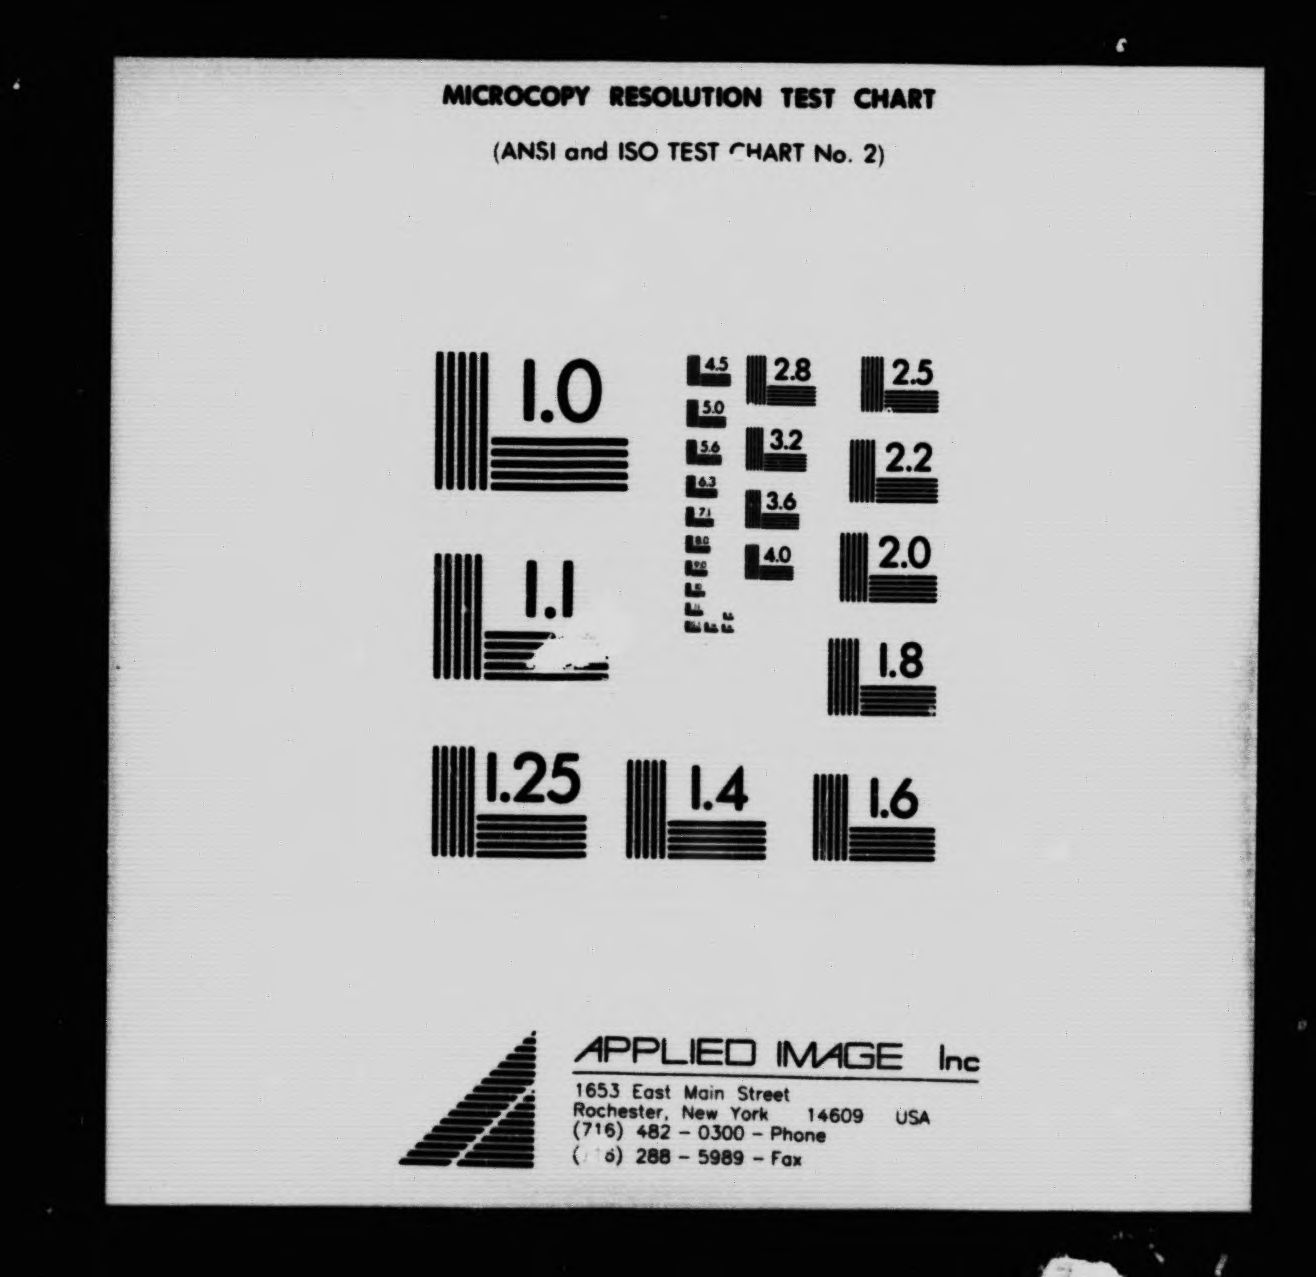 MICROCOPY RESOLUTION TEST CHART
(ANSI and ISO TEST CHART No. 2)
1.0
1.1
1.25
1.4
1.6
1.8
2.0
2.2
2.5
2.8
3.2
3.6
4.0
4.5
5.0
5.6
6.3
7.1
8.0
9.0
APPLIED IMAGE Inc
1653 East Main Street
Rochester, New York 14609 USA
(716) 482 - 0300 - Phone
288 - 5989 - Fax